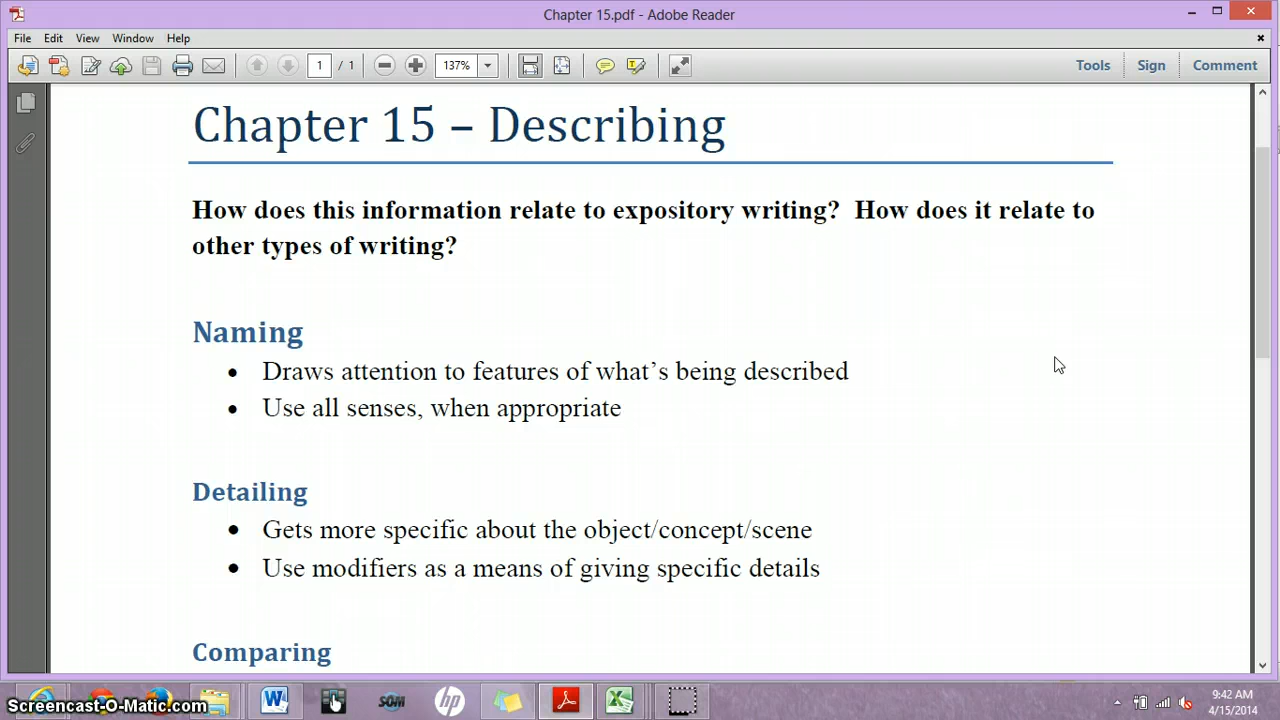 Chapter 15.pdf - Adobe Reader
File Edit View Window Help
1 / 1 137% Tools Sign Comment
Chapter 15 – Describing
How does this information relate to expository writing? How does it relate to
other types of writing?
Naming
• Draws attention to features of what's being described
• Use all senses, when appropriate
Detailing
• Gets more specific about the object/concept/scene
• Use modifiers as a means of giving specific details
Comparing
Screencast-O-Matic.com
SOM
hp
9:42 AM
4/15/2014